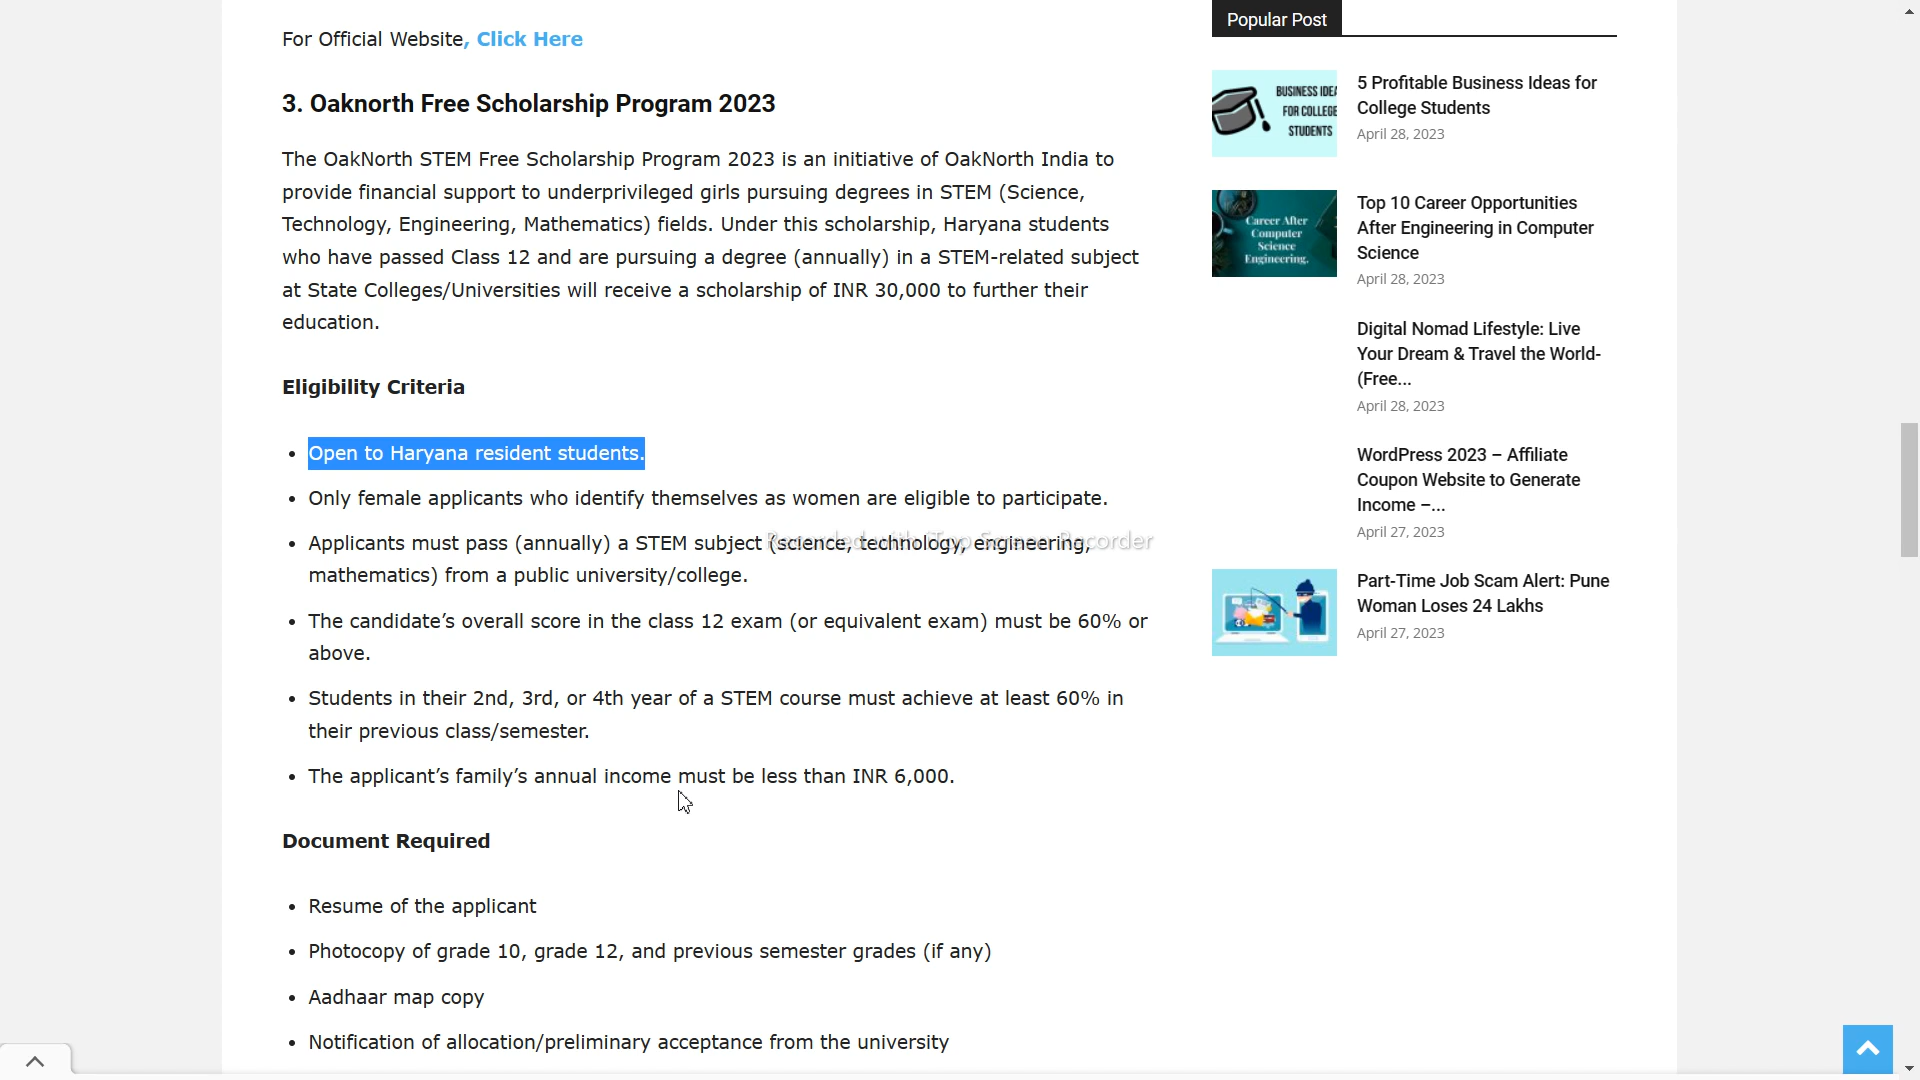 For Official Website, Click Here
3. Oaknorth Free Scholarship Program 2023
The OakNorth STEM Free Scholarship Program 2023 is an initiative of OakNorth India to
provide financial support to underprivileged girls pursuing degrees in STEM (Science,
Technology, Engineering, Mathematics) fields. Under this scholarship, Haryana students
who have passed Class 12 and are pursuing a degree (annually) in a STEM-related subject
at State Colleges/Universities will receive a scholarship of INR 30,000 to further their
education.
Eligibility Criteria
• Open to Haryana resident students.
• Only female applicants who identify themselves as women are eligible to participate.
• Applicants must pass (annually) a STEM subject (science, technology, engineering,
mathematics) from a public university/college.
• The candidate’s overall score in the class 12 exam (or equivalent exam) must be 60% or
above.
• Students in their 2nd, 3rd, or 4th year of a STEM course must achieve at least 60% in
their previous class/semester.
• The applicant’s family’s annual income must be less than INR 6,000.
Document Required
• Resume of the applicant
• Photocopy of grade 10, grade 12, and previous semester grades (if any)
• Aadhaar map copy
• Notification of allocation/preliminary acceptance from the university
Recorded with iTop Screen Recorder
Popular Post
BUSINESS IDEA
FOR COLLEGE
STUDENTS
5 Profitable Business Ideas for
College Students
April 28, 2023
Career After
Computer
Science
Engineering.
Top 10 Career Opportunities
After Engineering in Computer
Science
April 28, 2023
Digital Nomad Lifestyle: Live
Your Dream & Travel the World-
(Free...
April 28, 2023
WordPress 2023 – Affiliate
Coupon Website to Generate
Income –...
April 27, 2023
Part-Time Job Scam Alert: Pune
Woman Loses 24 Lakhs
April 27, 2023